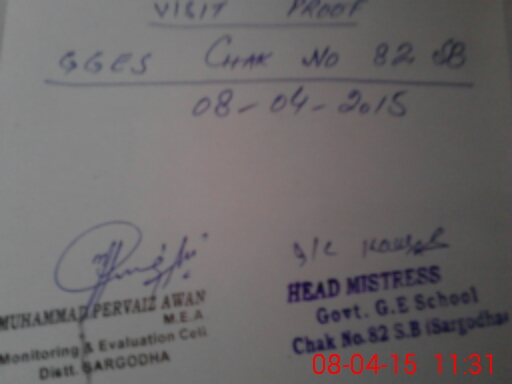 VISIT PROOF
GGES CHAK NO 82 SB
08-04-2015
MUHAMMAD PERVAIZ AWAN
M.E.A
Monitoring & Evaluation Cell
Distt. SARGODHA
I/C
HEAD MISTRESS
Govt. G.E School
Chak No.82 S.B (Sargodha)
08-04-15 11:31